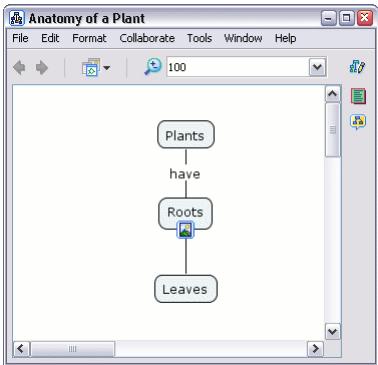 Anatomy of a Plant
File Edit Format Collaborate Tools Window Help
100
Plants
have
Roots
Leaves